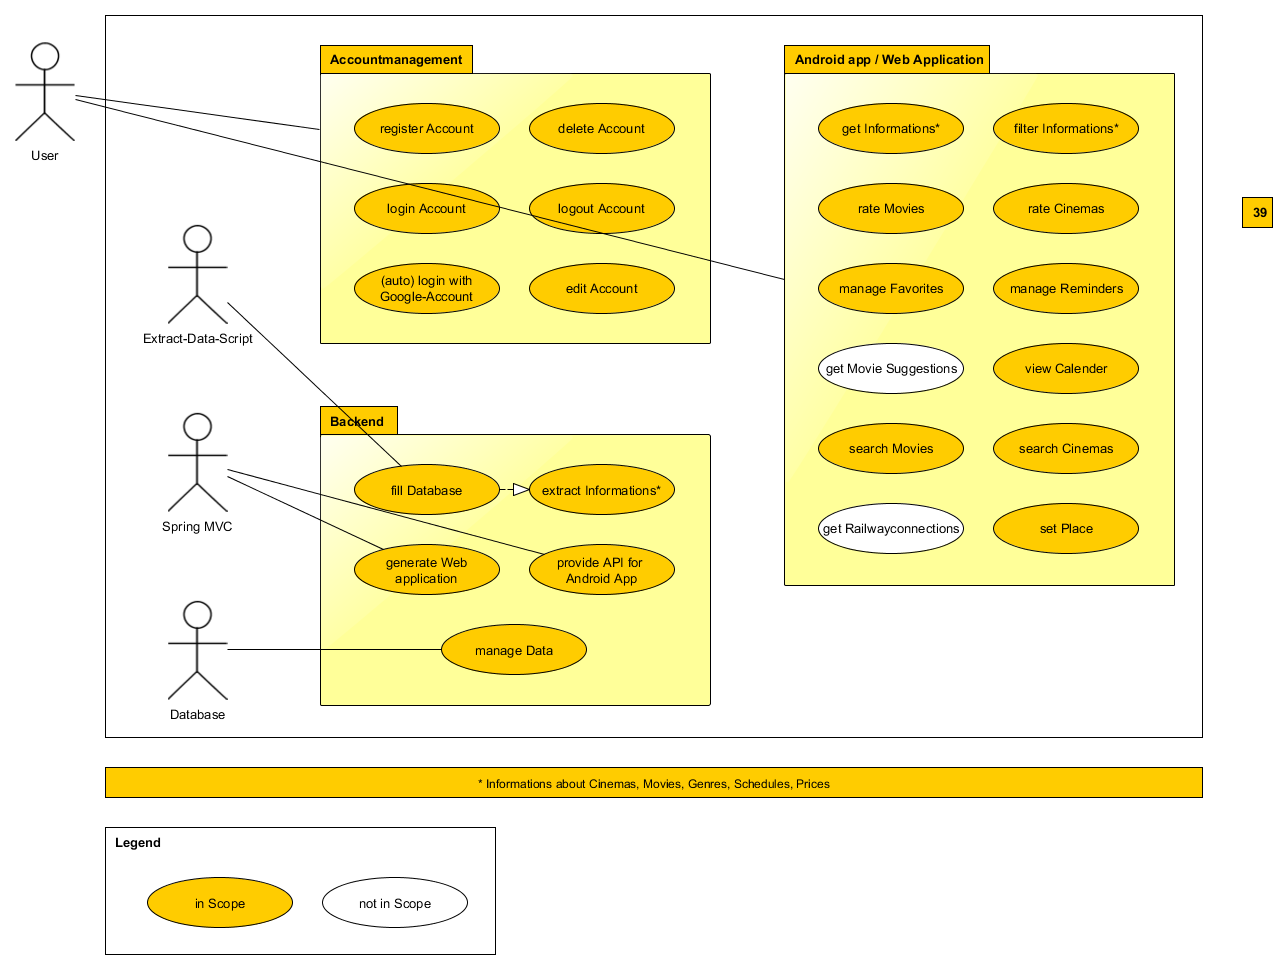 User
Accountmanagement
register Account
delete Account
login Account
logout Account
(auto) login with
Google-Account
edit Account
Android app / Web Application
get Informations*
filter Informations*
rate Movies
rate Cinemas
manage Favorites
manage Reminders
get Movie Suggestions
view Calender
search Movies
search Cinemas
get Railwayconnections
set Place
39
Extract-Data-Script
Spring MVC
Database
Backend
fill Database
extract Informations*
generate Web
application
provide API for
Android App
manage Data
* Informations about Cinemas, Movies, Genres, Schedules, Prices
Legend
in Scope
not in Scope